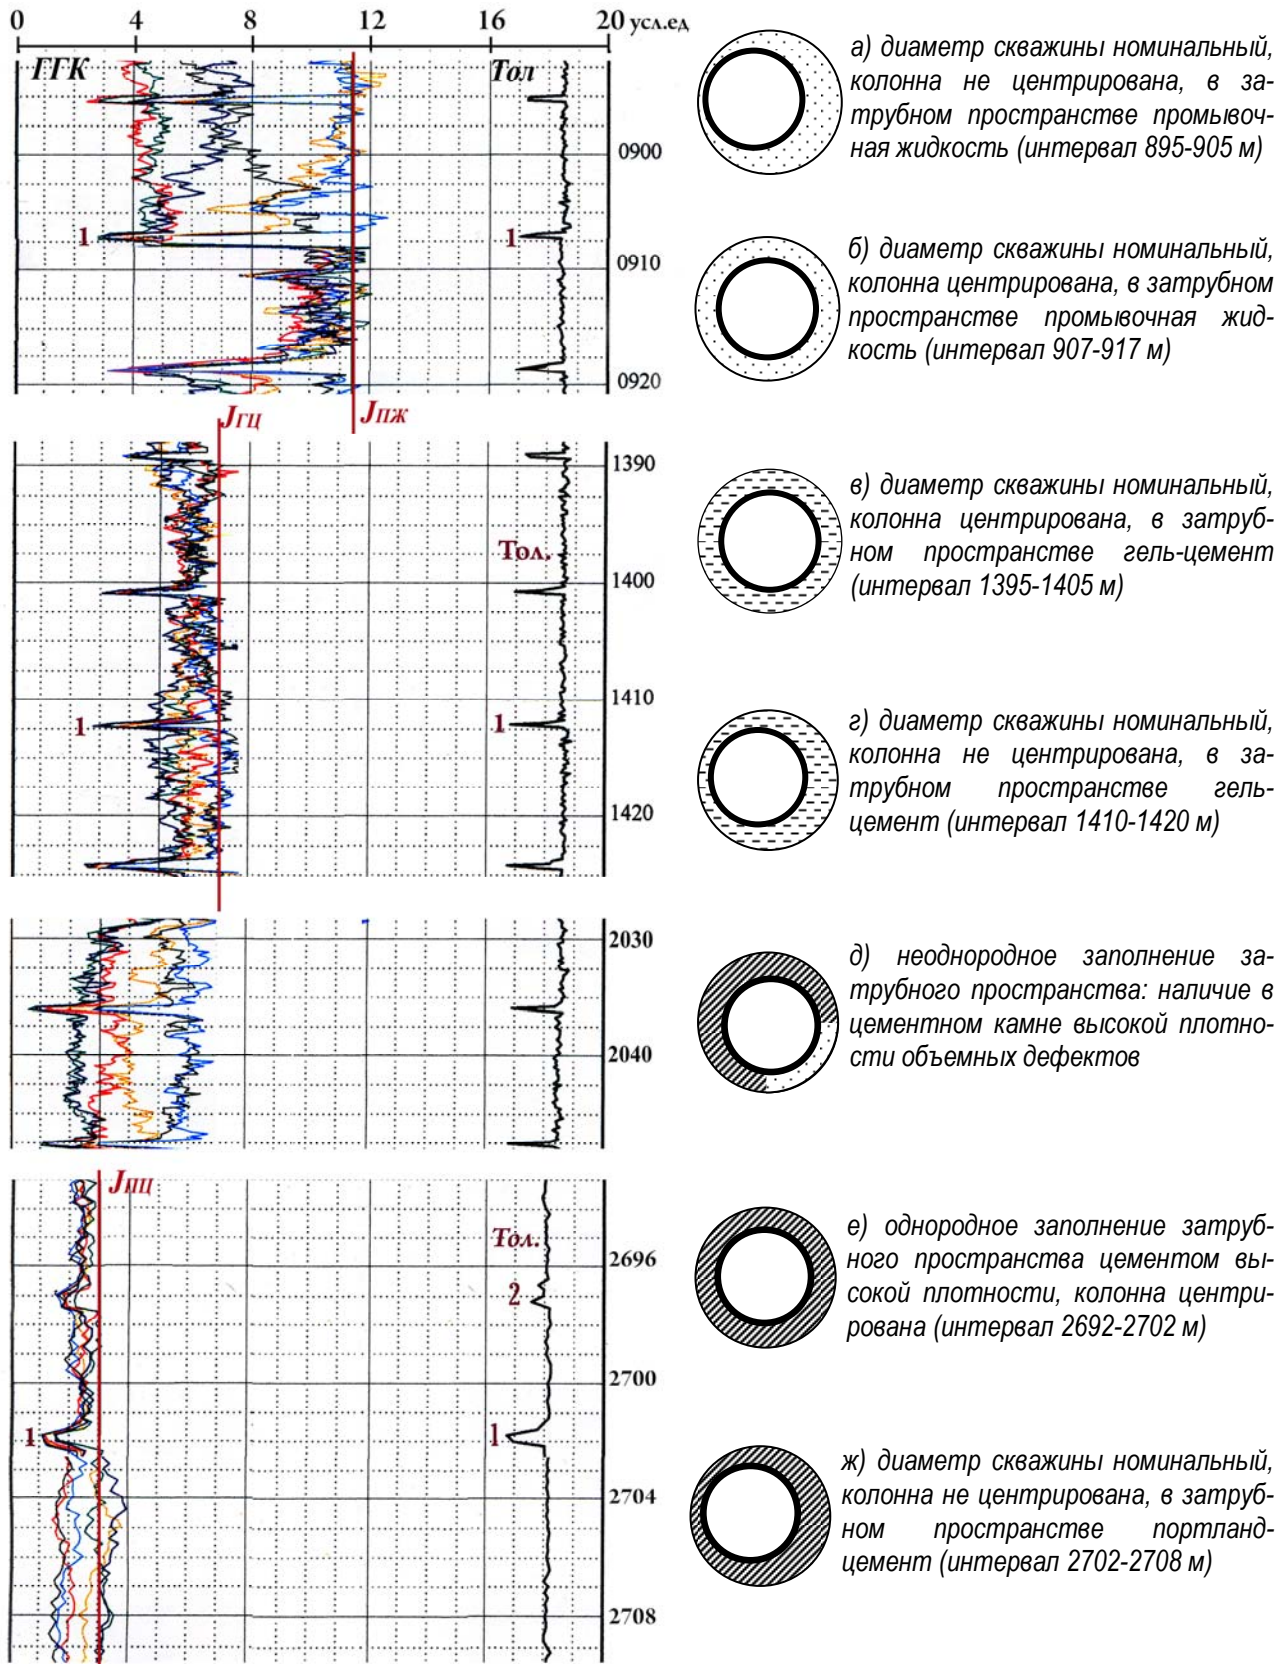 0 4 8 12 16 20 усл.ед
ГГК Тол
0900
1 1
0910
0920
JГЦ JПЖ
1390
Тол.
1400
1410
1 1
1420
2030
2040
JПЦ
Тол.
2696
2
2700
1 1
2704
2708
а) диаметр скважины номинальный,
колонна не центрирована, в за-
трубном пространстве промывоч-
ная жидкость (интервал 895-905 м)
б) диаметр скважины номинальный,
колонна центрирована, в затрубном
пространстве промывочная жид-
кость (интервал 907-917 м)
в) диаметр скважины номинальный,
колонна центрирована, в затруб-
ном пространстве гель-цемент
(интервал 1395-1405 м)
г) диаметр скважины номинальный,
колонна не центрирована, в за-
трубном пространстве гель-
цемент (интервал 1410-1420 м)
д) неоднородное заполнение за-
трубного пространства: наличие в
цементном камне высокой плотно-
сти объемных дефектов
е) однородное заполнение затруб-
ного пространства цементом вы-
сокой плотности, колонна центри-
рована (интервал 2692-2702 м)
ж) диаметр скважины номинальный,
колонна не центрирована, в затруб-
ном пространстве портланд-
цемент (интервал 2702-2708 м)